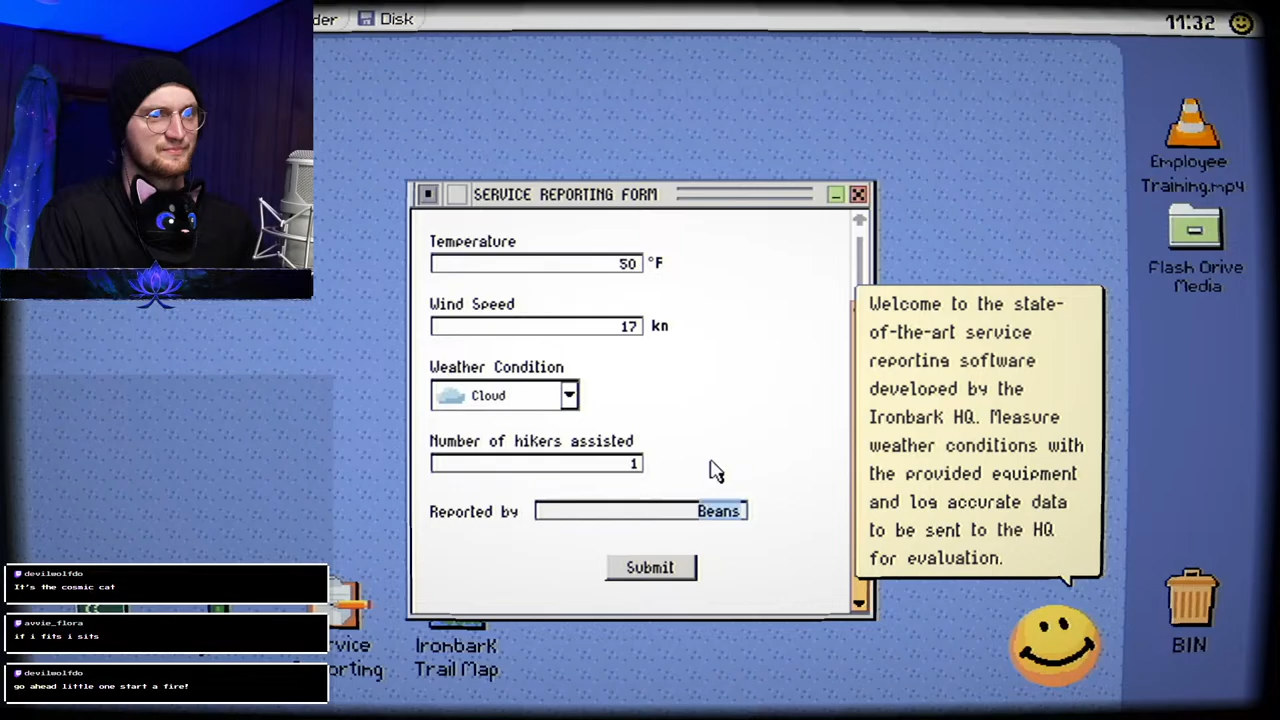 der
Disk
11:32
Employee
Training.mp4
Flash Drive
Media
SERVICE REPORTING FORM
Temperature
50 °F
Wind Speed
17 kn
Weather Condition
Cloud
Number of hikers assisted
1
Reported by Beans
Submit
Welcome to the state-
of-the-art service
reporting software
developed by the
Ironbark HQ. Measure
weather conditions with
the provided equipment
and log accurate data
to be sent to the HQ
for evaluation.
devilwolfdo
It's the cosmic cat
avvie_flora
if i fits i sits
devilwolfdo
go ahead little one start a fire!
rvice
orting
Ironbark
Trail Map
BIN